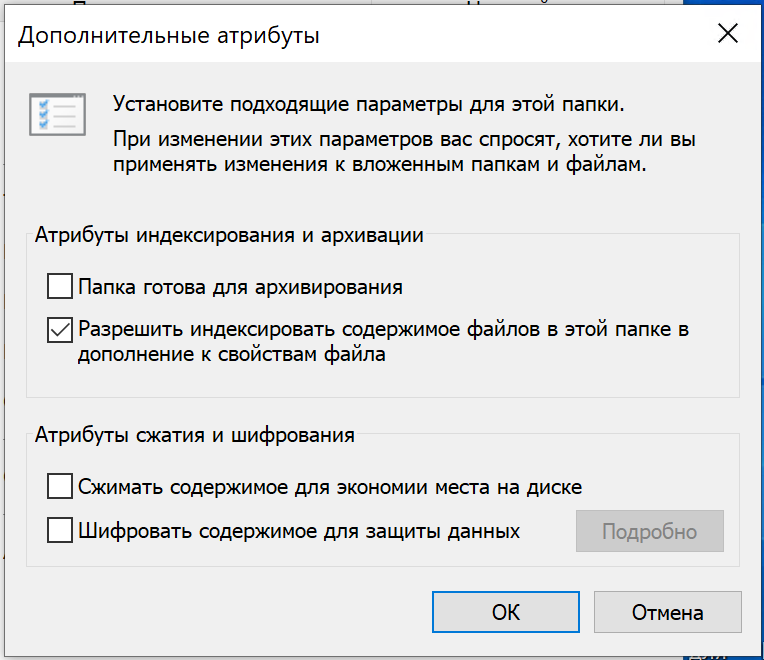 Дополнительные атрибуты
Установите подходящие параметры для этой папки.
При изменении этих параметров вас спросят, хотите ли вы
применять изменения к вложенным папкам и файлам.
Атрибуты индексирования и архивации
Папка готова для архивирования
Разрешить индексировать содержимое файлов в этой папке в
дополнение к свойствам файла
Атрибуты сжатия и шифрования
Сжимать содержимое для экономии места на диске
Шифровать содержимое для защиты данных
Подробно
ОК
Отмена